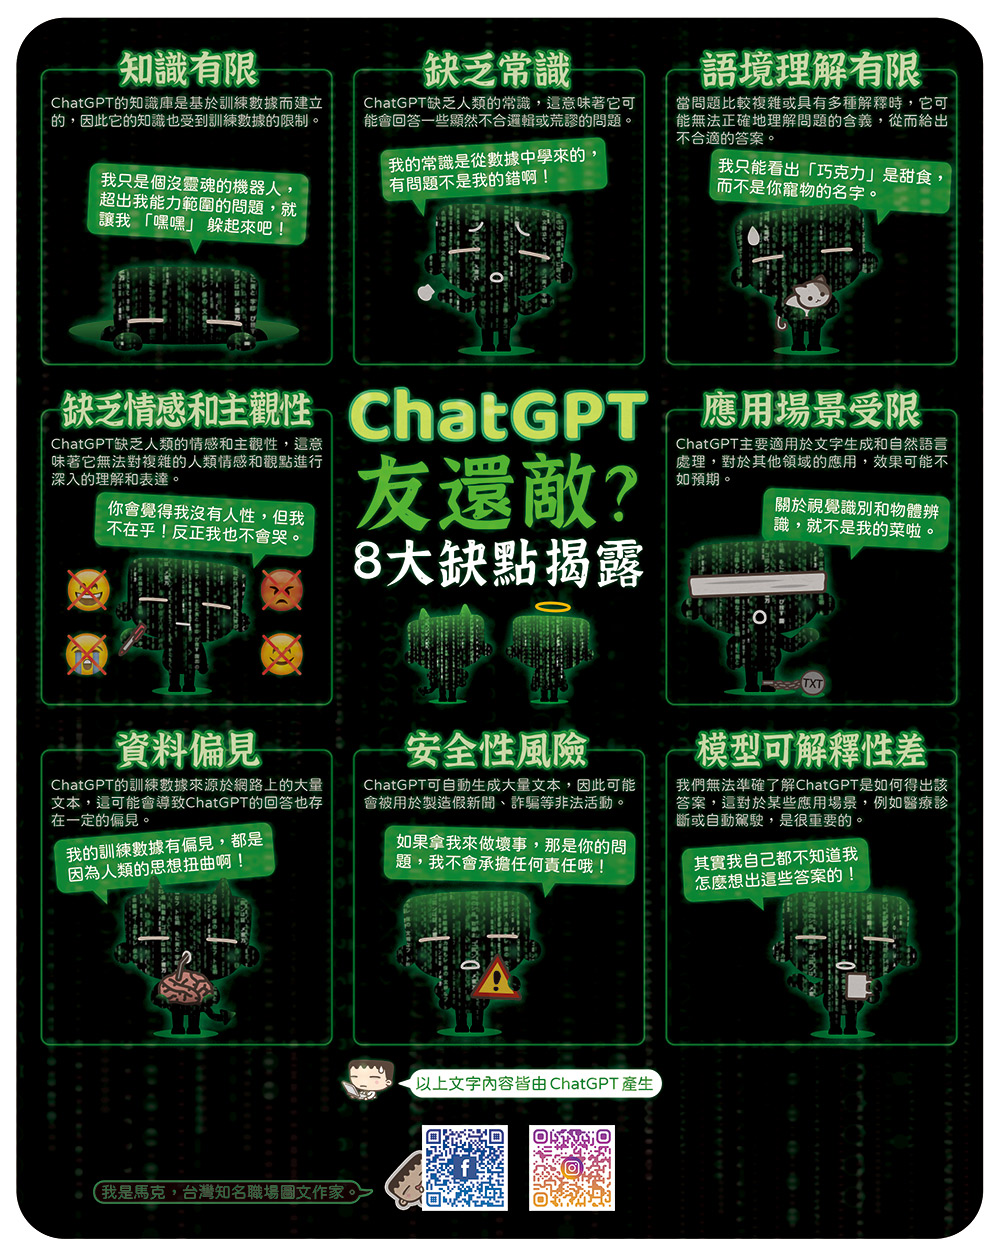 知識有限
ChatGPT的知識庫是基於訓練數據而建立
的，因此它的知識也受到訓練數據的限制。
我只是個沒靈魂的機器人，
超出我能力範圍的問題，就
讓我 「嘿嘿」 躲起來吧！
缺乏常識
ChatGPT缺乏人類的常識，這意味著它可
能會回答一些顯然不合邏輯或荒謬的問題。
我的常識是從數據中學來的，
有問題不是我的錯啊！
語境理解有限
當問題比較複雜或具有多種解釋時，它可
能無法正確地理解問題的含義，從而給出
不合適的答案。
我只能看出「巧克力」是甜食，
而不是你寵物的名字。
缺乏情感和主觀性
ChatGPT缺乏人類的情感和主觀性，這意
味著它無法對複雜的人類情感和觀點進行
深入的理解和表達。
你會覺得我沒有人性，但我
不在乎！反正我也不會哭。
ChatGPT
友還敵?
8大缺點揭露
應用場景受限
ChatGPT主要適用於文字生成和自然語言
處理，對於其他領域的應用，效果可能不
如預期。
關於視覺識別和物體辨
識，就不是我的菜啦。
TXT
資料偏見
ChatGPT的訓練數據來源於網路上的大量
文本，這可能會導致ChatGPT的回答也存
在一定的偏見。
我的訓練數據有偏見，都是
因為人類的思想扭曲啊！
安全性風險
ChatGPT可自動生成大量文本，因此可能
會被用於製造假新聞、詐騙等非法活動。
如果拿我來做壞事，那是你的問
題，我不會承擔任何責任哦！
模型可解釋性差
我們無法準確了解ChatGPT是如何得出該
答案，這對於某些應用場景，例如醫療診
斷或自動駕駛，是很重要的。
其實我自己都不知道我
怎麼想出這些答案的！
以上文字內容皆由 ChatGPT 產生
我是馬克，台灣知名職場圖文作家。